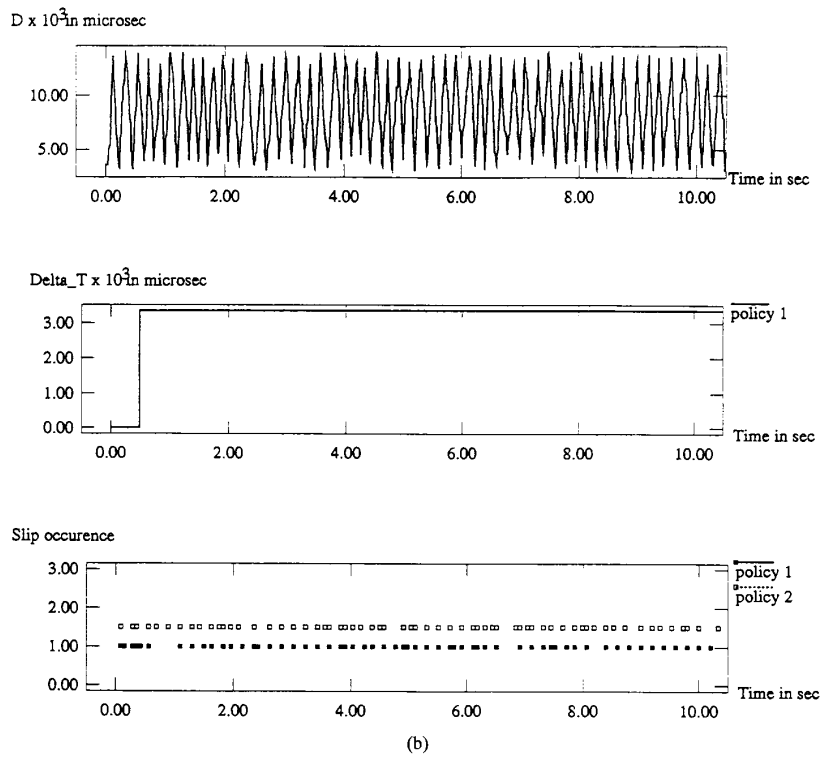 D x 10³in microsec
10.00
5.00
Time in sec
0.00 2.00 4.00 6.00 8.00 10.00
Delta_T x 10³in microsec
3.00
policy 1
2.00
1.00
0.00
Time in sec
0.00 2.00 4.00 6.00 8.00 10.00
Slip occurence
3.00
policy 1
policy 2
2.00
1.00
0.00
Time in sec
0.00 2.00 4.00 6.00 8.00 10.00
(b)